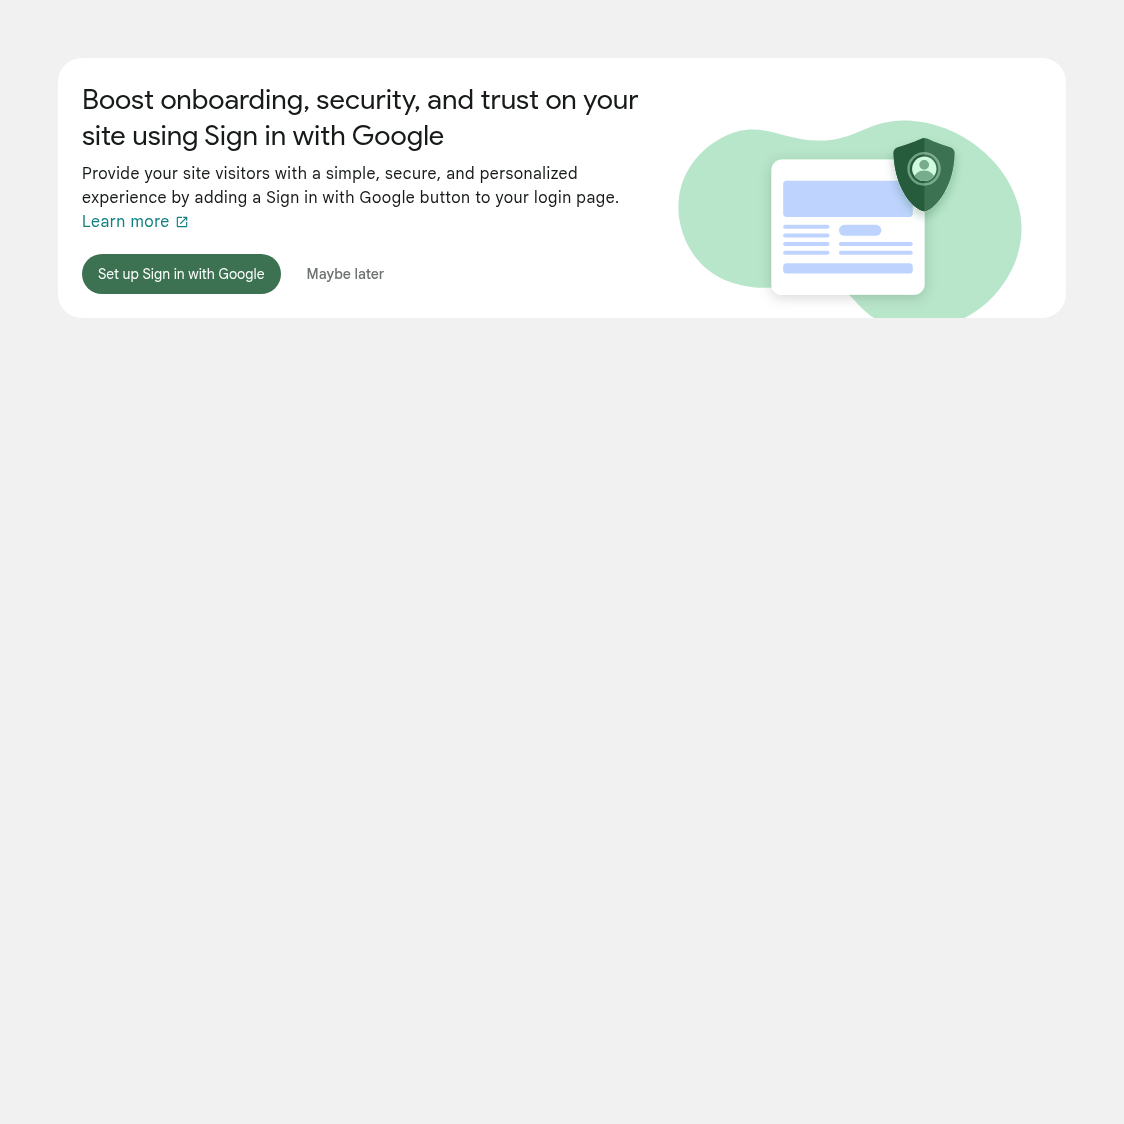 Boost onboarding, security, and trust on your
site using Sign in with Google
Provide your site visitors with a simple, secure, and personalized
experience by adding a Sign in with Google button to your login page.
Learn more
Set up Sign in with Google
Maybe later